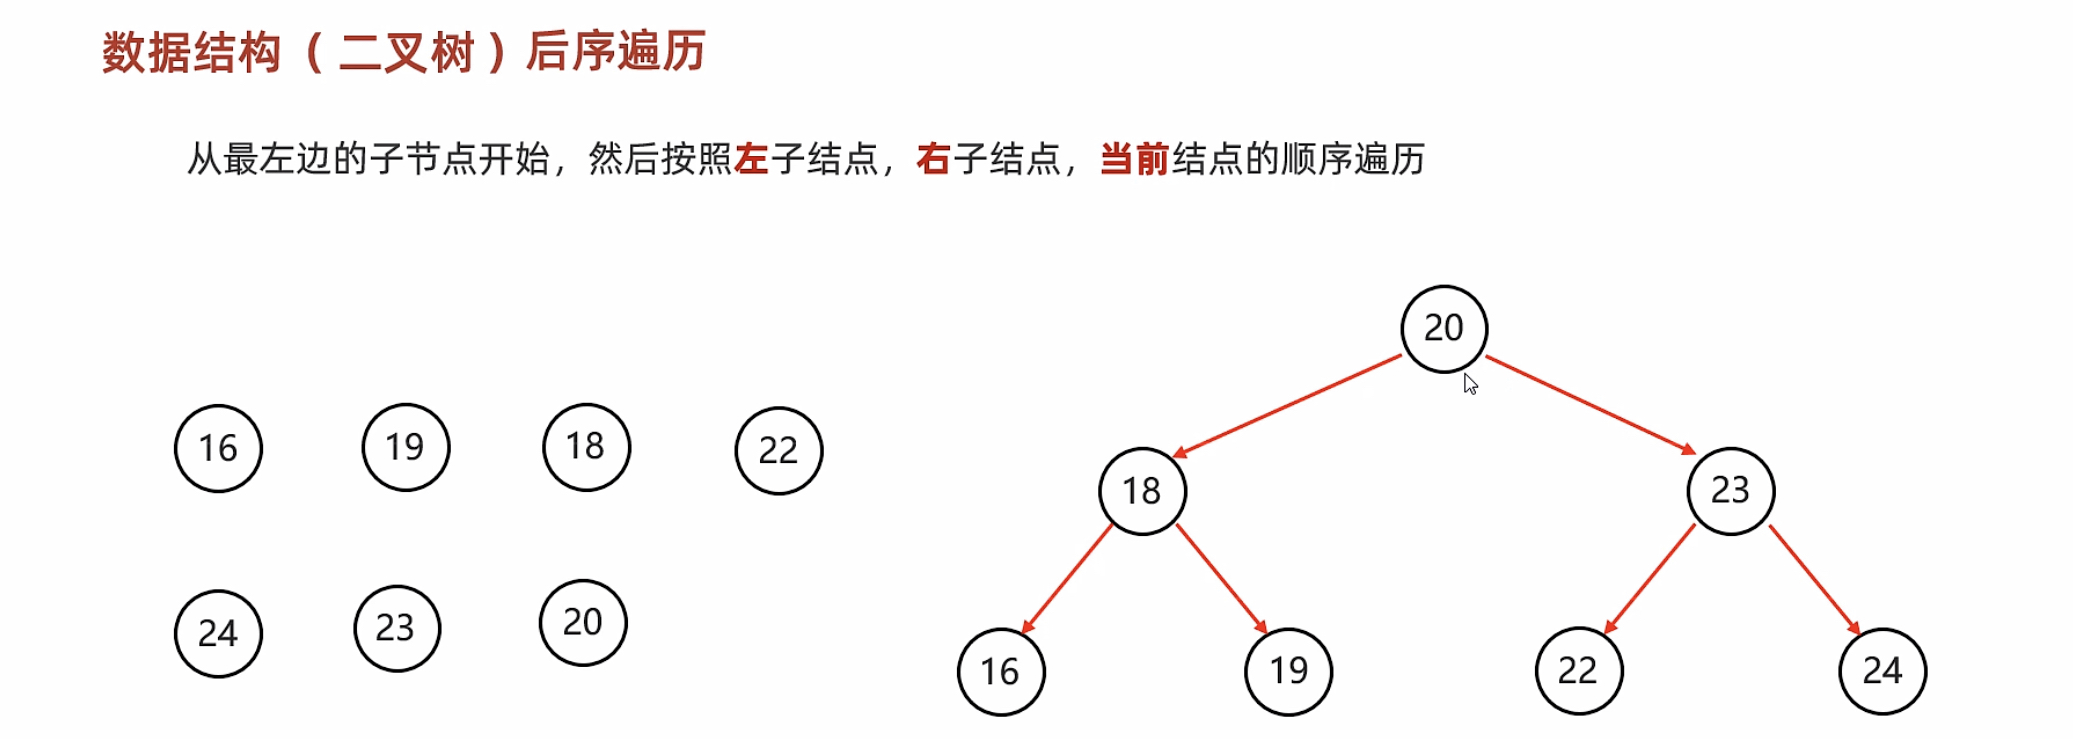 数据结构（二叉树）后序遍历
从最左边的子节点开始，然后按照左子结点，右子结点，当前结点的顺序遍历
20
16 19 18 22
18 23
24 23 20
16 19 22 24